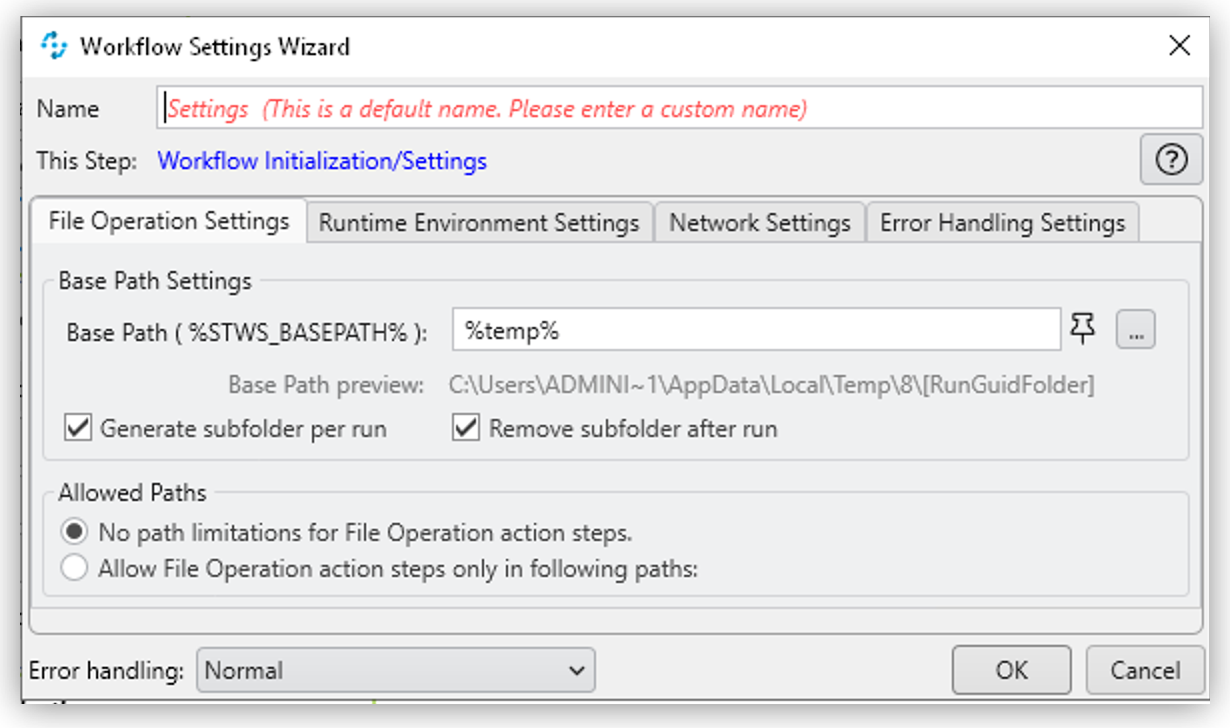 Workflow Settings Wizard
Name Settings (This is a default name. Please enter a custom name)
This Step: Workflow Initialization/Settings
File Operation Settings Runtime Environment Settings Network Settings Error Handling Settings
Base Path Settings
Base Path ( %STWS_BASEPATH% ): %temp% ...
Base Path preview: C:\Users\ADMINI~1\AppData\Local\Temp\8\[RunGuidFolder]
Generate subfolder per run Remove subfolder after run
Allowed Paths
No path limitations for File Operation action steps.
Allow File Operation action steps only in following paths:
Error handling: Normal OK Cancel